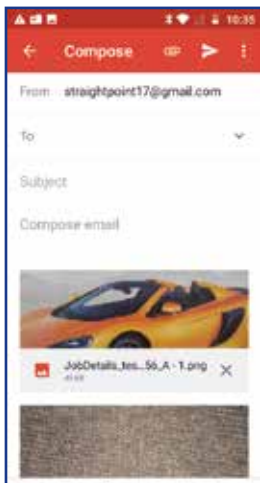 10:35
Compose
From straightpoint17@gmail.com
To
Subject
Compose email
JobDetails_tes...56_A - 1.png